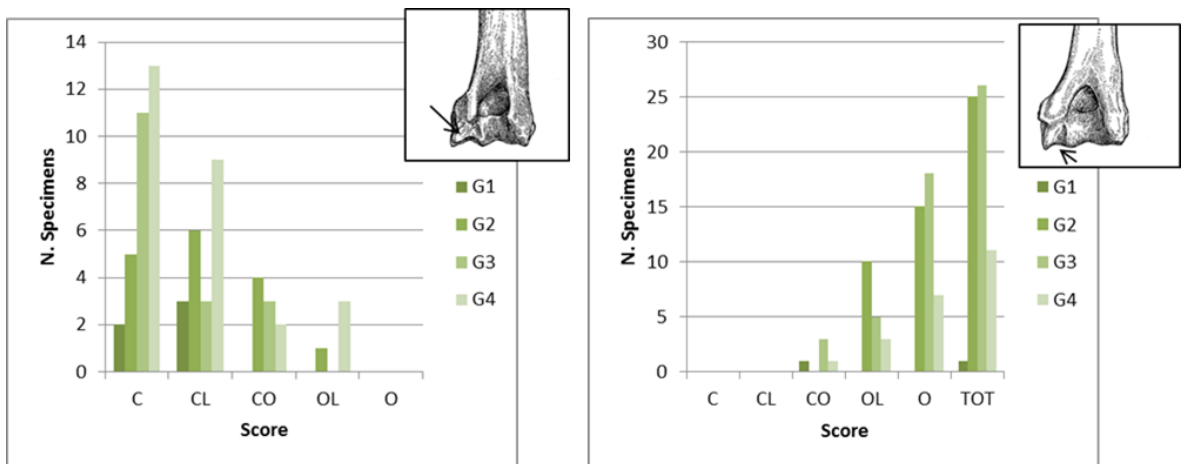 14
12
10
8
6
4
2
0
N. Specimens
C CL CO OL O
Score
G1
G2
G3
G4
30
25
20
15
10
5
0
N. Specimens
C CL CO OL O TOT
Score
G1
G2
G3
G4